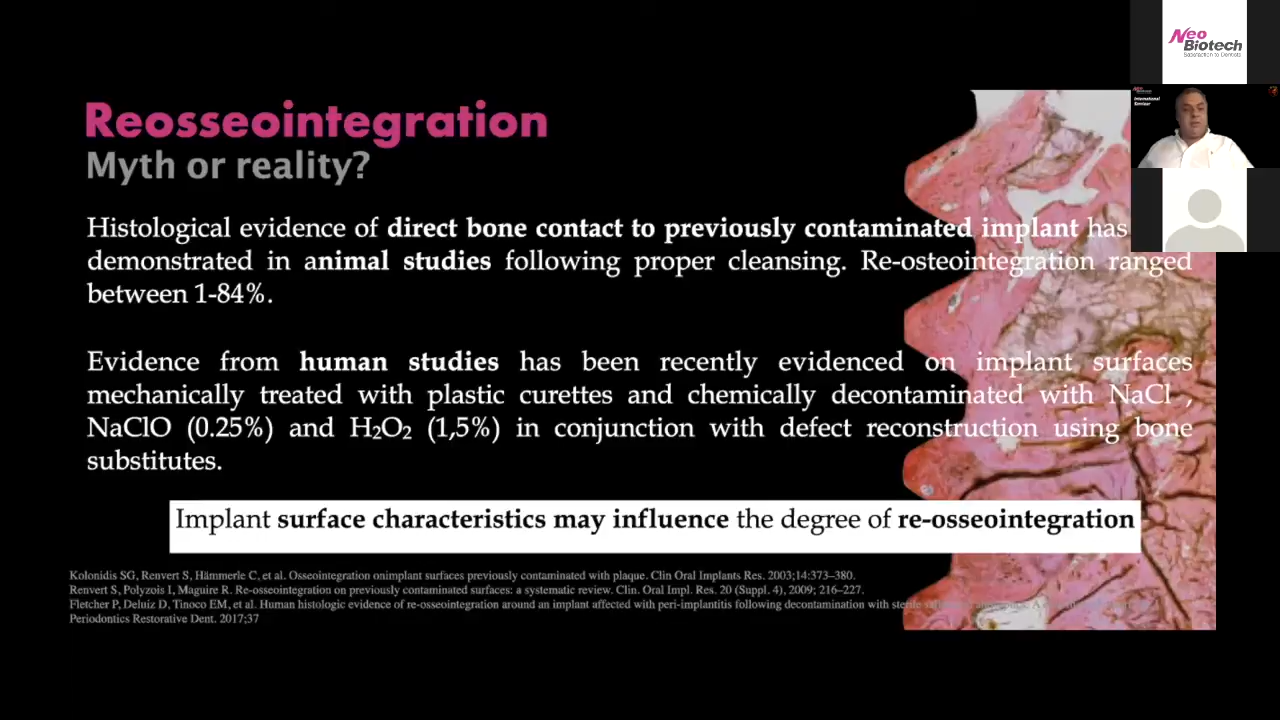 Neo
Biotech
Satisfaction to Dentists
International
Seminar
Reosseointegration
Myth or reality?
Histological evidence of direct bone contact to previously contaminated implant has
demonstrated in animal studies following proper cleansing. Re-osteointegration ranged
between 1-84%.
Evidence from human studies has been recently evidenced on implant surfaces
mechanically treated with plastic curettes and chemically decontaminated with NaCl ,
NaClO (0.25%) and H₂O₂ (1,5%) in conjunction with defect reconstruction using bone
substitutes.
Implant surface characteristics may influence the degree of re-osseointegration
Kolonidis SG, Renvert S, Hämmerle C, et al. Osseointegration onimplant surfaces previously contaminated with plaque. Clin Oral Implants Res. 2003;14:373–380.
Renvert S, Polyzois I, Maguire R. Re-osseointegration on previously contaminated surfaces: a systematic review. Clin. Oral Impl. Res. 20 (Suppl. 4), 2009; 216–227.
Fletcher P, Deluiz D, Tinoco EM, et al. Human histologic evidence of re-osseointegration around an implant affected with peri-implantitis following decontamination with sterile
Periodontics Restorative Dent. 2017;37